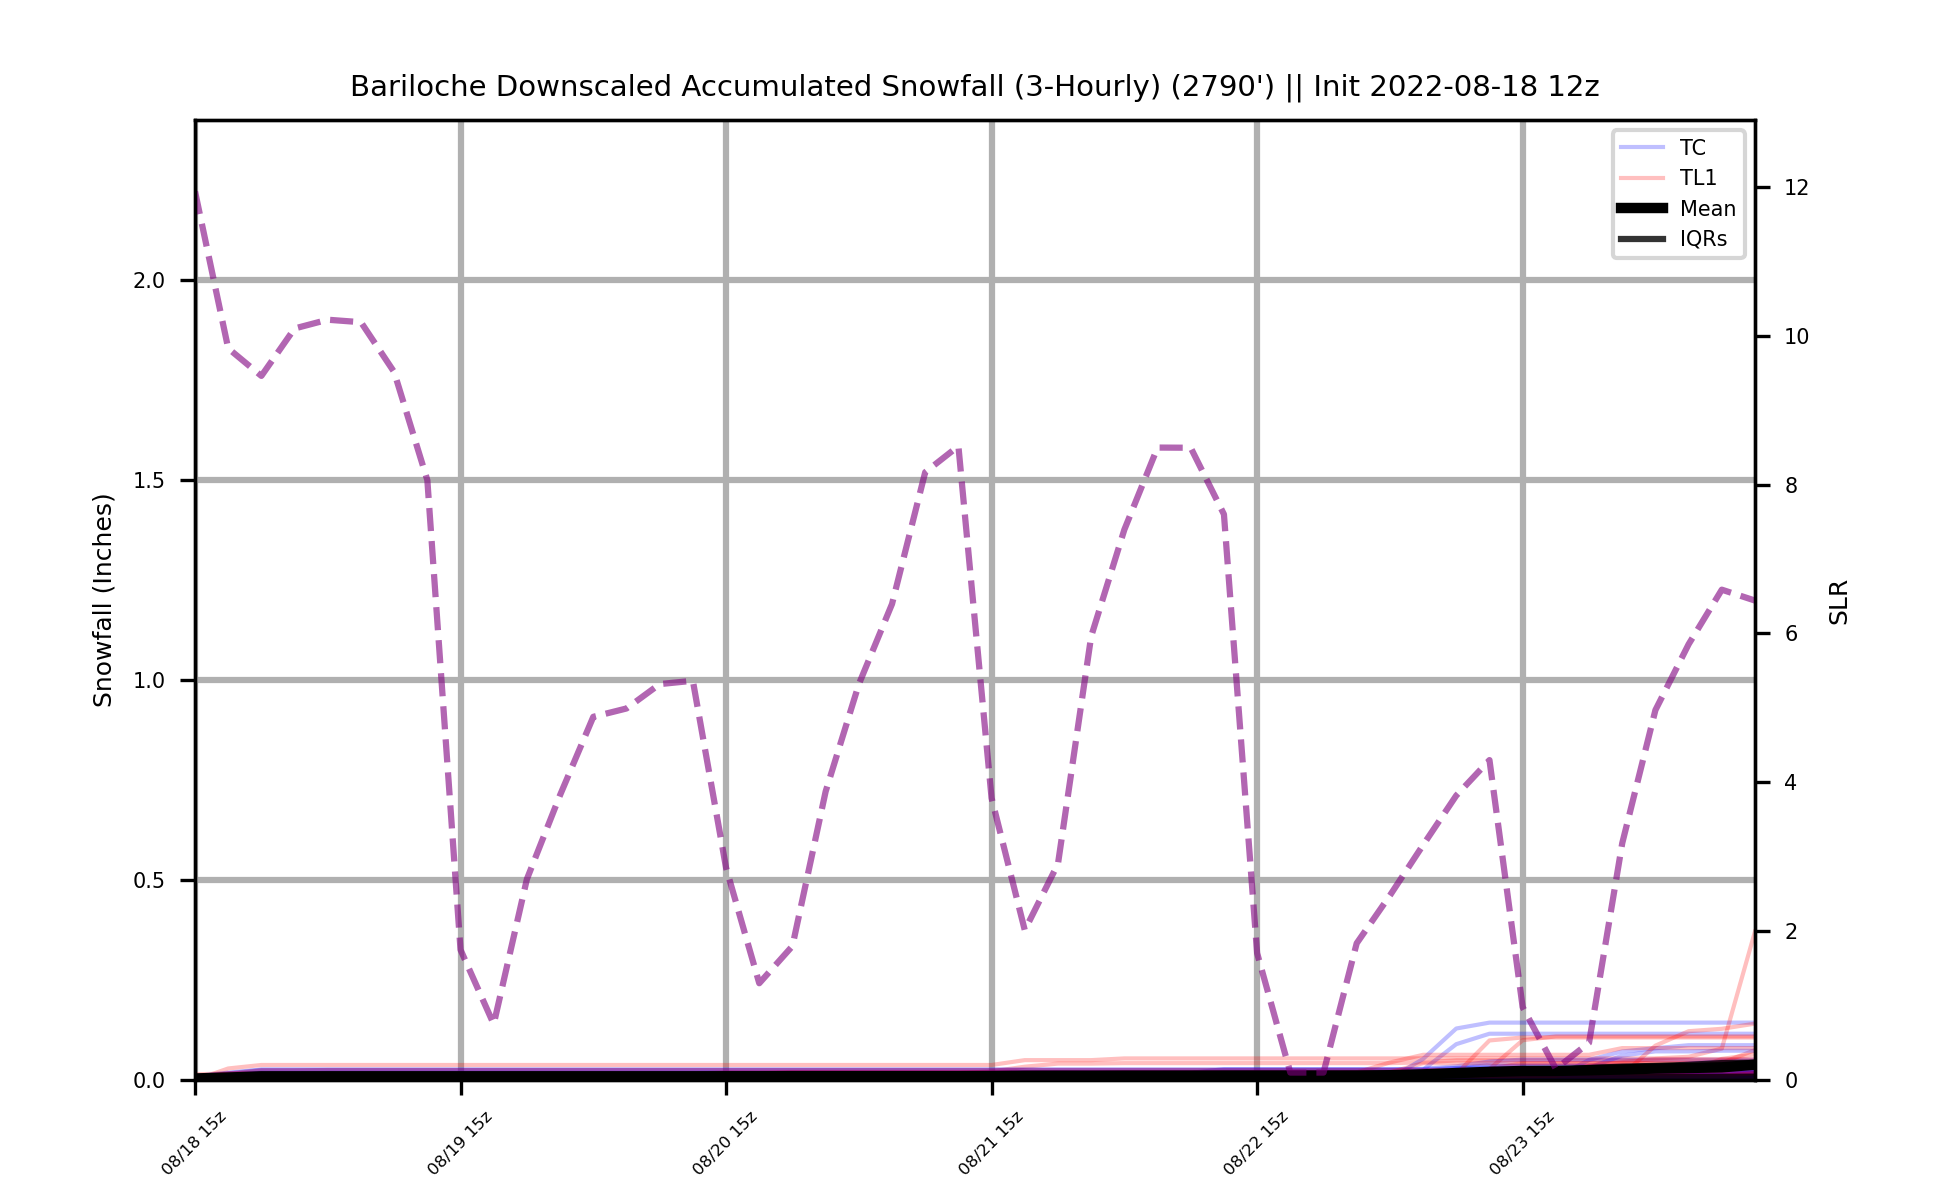 Bariloche Downscaled Accumulated Snowfall (3-Hourly) (2790') || Init 2022-08-18 12z
TC
TL1
Mean
IQRs
Snowfall (Inches)
2.0
1.5
1.0
0.5
0.0
12
10
8
6
4
2
0
SLR
08/18 15z
08/19 15z
08/20 15z
08/21 15z
08/22 15z
08/23 15z